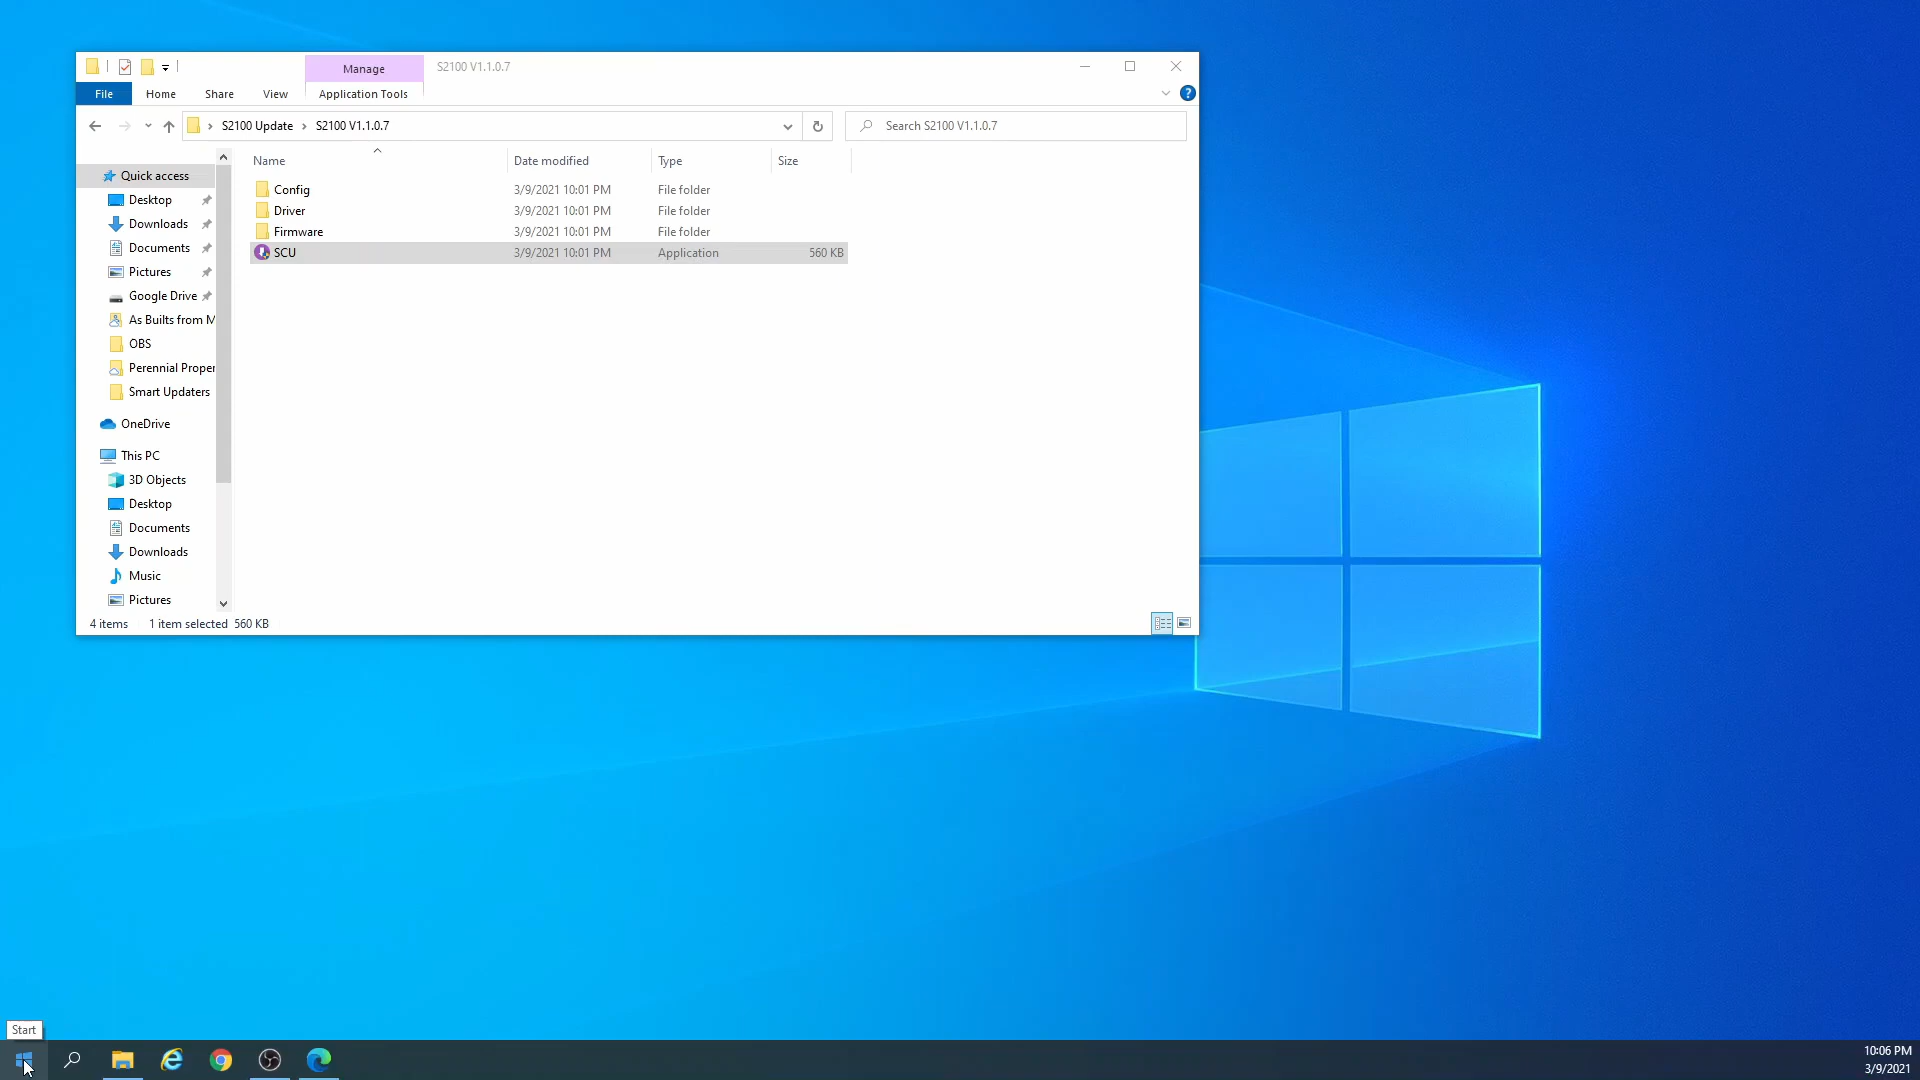 Manage
S2100 V1.1.0.7
File
Home
Share
View
Application Tools
S2100 Update
S2100 V1.1.0.7
Search S2100 V1.1.0.7
Name
Date modified
Type
Size
Config
3/9/2021 10:01 PM
File folder
Driver
3/9/2021 10:01 PM
File folder
Firmware
3/9/2021 10:01 PM
File folder
SCU
3/9/2021 10:01 PM
Application
560 KB
Quick access
Desktop
Downloads
Documents
Pictures
Google Drive
As Builts from M
OBS
Perennial Proper
Smart Updaters
OneDrive
This PC
3D Objects
Desktop
Documents
Downloads
Music
Pictures
4 items
1 item selected 560 KB
Start
10:06 PM
3/9/2021